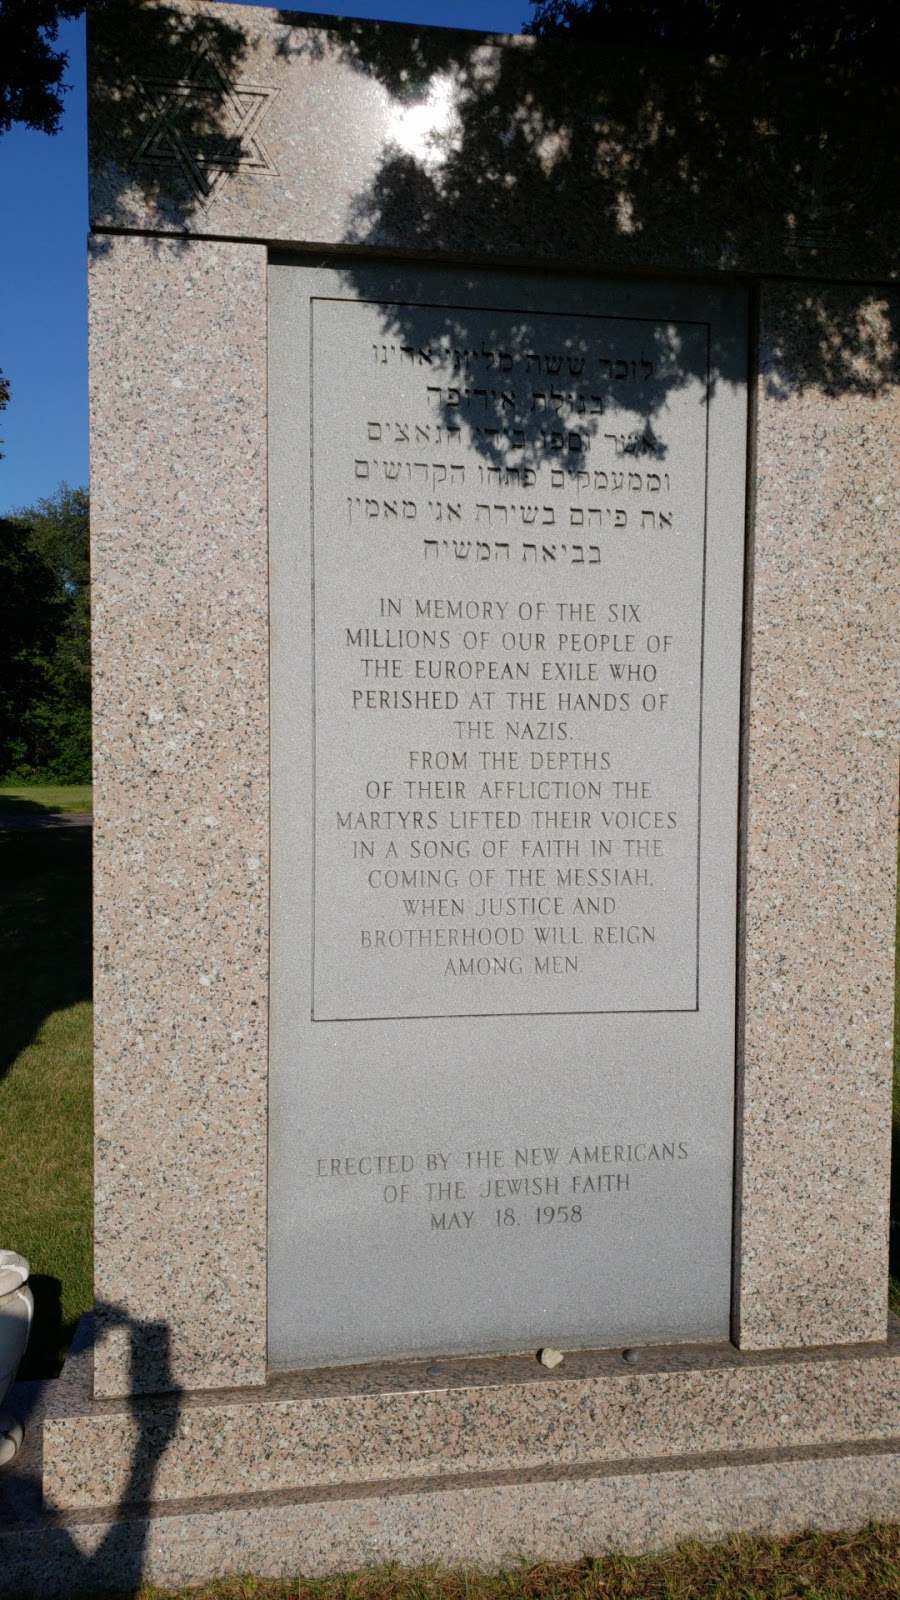 לזכר ששת מליוני אחינו
בגולת אירופה
אשר נספו בידי הנאצים
וממעמקים פתחו הקדושים
את פיהם בשירת אני מאמין
בביאת המשיח
IN MEMORY OF THE SIX
MILLIONS OF OUR PEOPLE OF
THE EUROPEAN EXILE WHO
PERISHED AT THE HANDS OF
THE NAZIS.
FROM THE DEPTHS
OF THEIR AFFLICTION THE
MARTYRS LIFTED THEIR VOICES
IN A SONG OF FAITH IN THE
COMING OF THE MESSIAH,
WHEN JUSTICE AND
BROTHERHOOD WILL REIGN
AMONG MEN.
ERECTED BY THE NEW AMERICANS
OF THE JEWISH FAITH
MAY 18, 1958